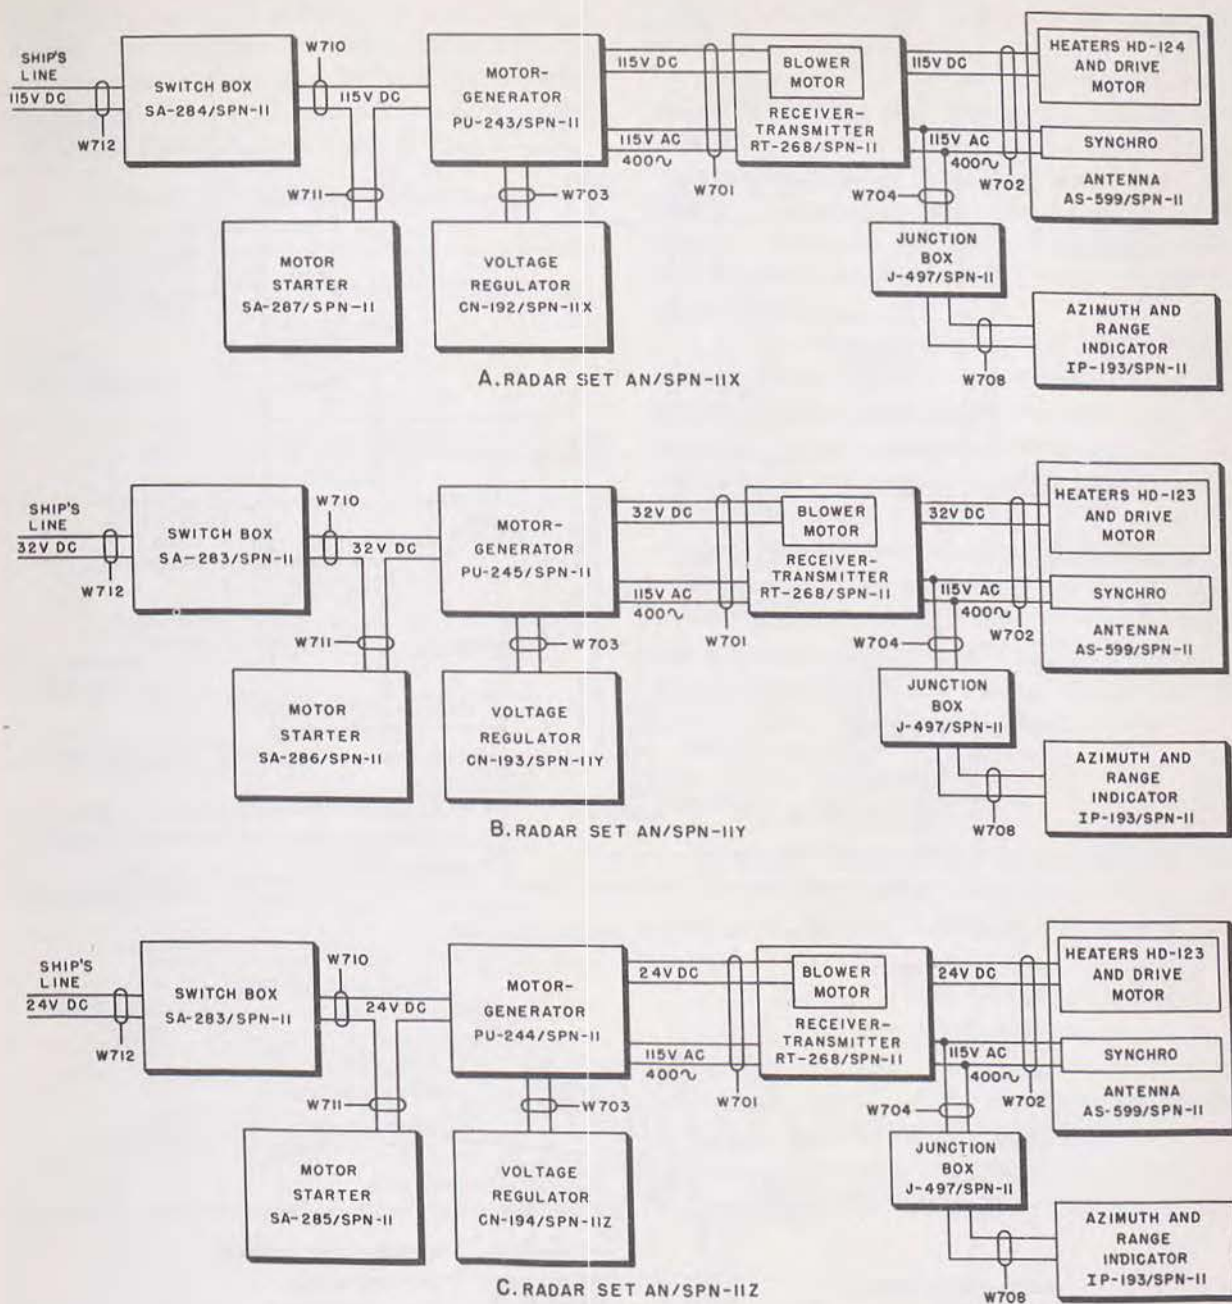 SHIP'S
LINE
115V DC
W712
SWITCH BOX
SA-284/SPN-11
W710
115V DC
W711
MOTOR
STARTER
SA-287/SPN-11
MOTOR-
GENERATOR
PU-243/SPN-11
W703
VOLTAGE
REGULATOR
CN-192/SPN-11X
115V DC
115V AC
400~
W701
BLOWER
MOTOR
RECEIVER-
TRANSMITTER
RT-268/SPN-11
115V DC
115V AC
400~
W702
W704
HEATERS HD-124
AND DRIVE
MOTOR
SYNCHRO
ANTENNA
AS-599/SPN-11
JUNCTION
BOX
J-497/SPN-11
W708
AZIMUTH AND
RANGE
INDICATOR
IP-193/SPN-11
A. RADAR SET AN/SPN-11X
SHIP'S
LINE
32V DC
W712
SWITCH BOX
SA-283/SPN-11
W710
32V DC
W711
MOTOR
STARTER
SA-286/SPN-11
MOTOR-
GENERATOR
PU-245/SPN-11
W703
VOLTAGE
REGULATOR
CN-193/SPN-11Y
32V DC
115V AC
400~
W701
BLOWER
MOTOR
RECEIVER-
TRANSMITTER
RT-268/SPN-11
32V DC
115V AC
400~
W702
W704
HEATERS HD-123
AND DRIVE
MOTOR
SYNCHRO
ANTENNA
AS-599/SPN-11
JUNCTION
BOX
J-497/SPN-11
W708
AZIMUTH AND
RANGE
INDICATOR
IP-193/SPN-11
B. RADAR SET AN/SPN-11Y
SHIP'S
LINE
24V DC
W712
SWITCH BOX
SA-283/SPN-11
W710
24V DC
W711
MOTOR
STARTER
SA-285/SPN-11
MOTOR-
GENERATOR
PU-244/SPN-11
W703
VOLTAGE
REGULATOR
CN-194/SPN-11Z
24V DC
115V AC
400~
W701
BLOWER
MOTOR
RECEIVER-
TRANSMITTER
RT-268/SPN-11
24V DC
115V AC
400~
W702
W704
HEATERS HD-123
AND DRIVE
MOTOR
SYNCHRO
ANTENNA
AS-599/SPN-11
JUNCTION
BOX
J-497/SPN-11
W708
AZIMUTH AND
RANGE
INDICATOR
IP-193/SPN-11
C. RADAR SET AN/SPN-11Z